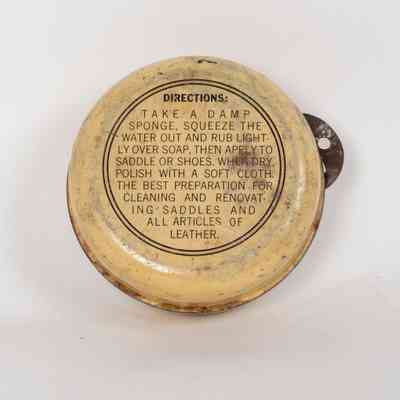 DIRECTIONS:
TAKE A DAMP
SPONGE, SQUEEZE THE
WATER OUT AND RUB LIGHT-
LY OVER SOAP, THEN APPLY TO
SADDLE OR SHOES. WHEN DRY,
POLISH WITH A SOFT CLOTH.
THE BEST PREPARATION FOR
CLEANING AND RENOVAT-
ING SADDLES AND
ALL ARTICLES OF
LEATHER.